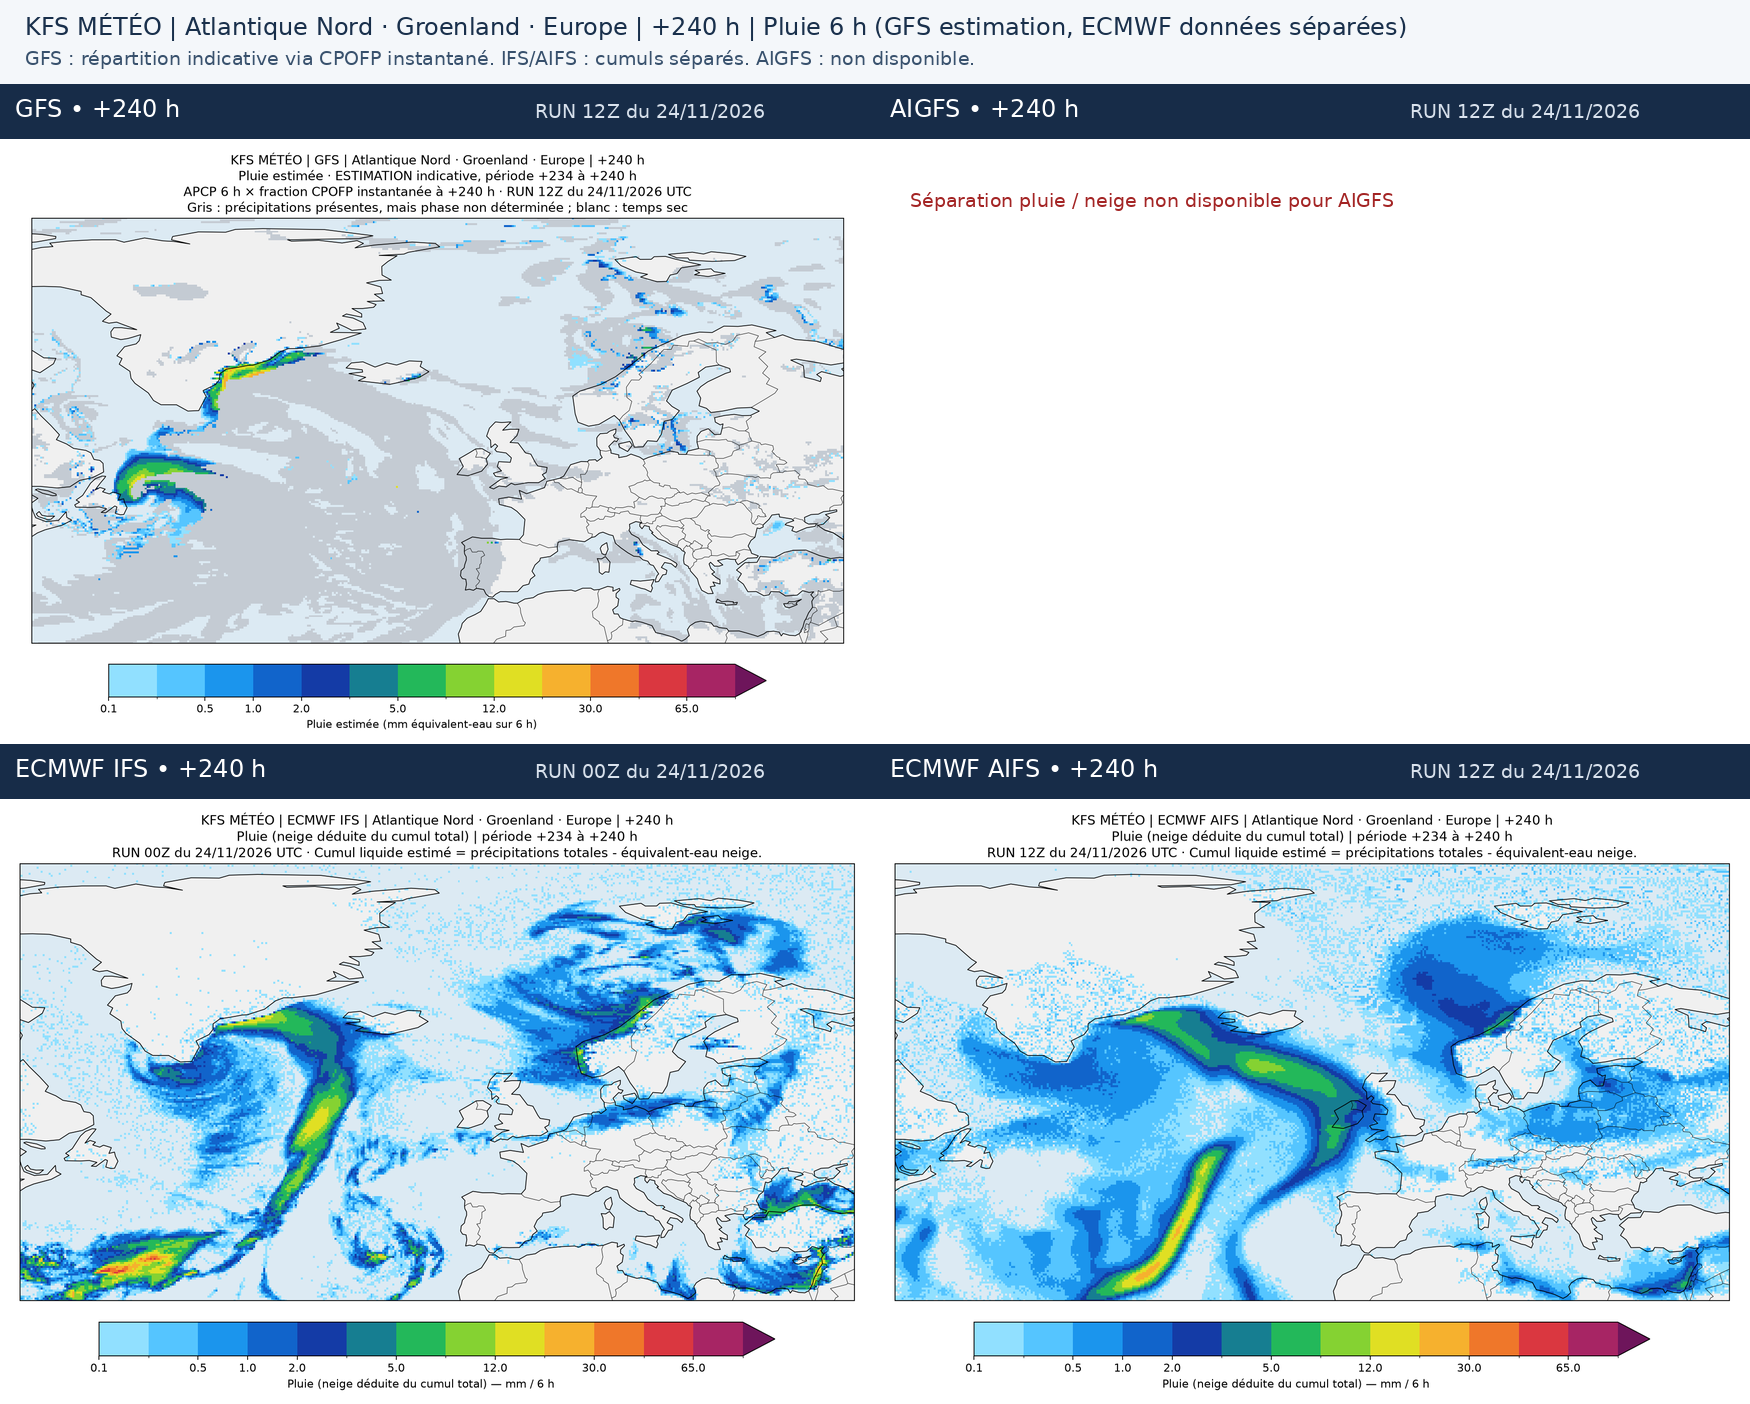 KFS MÉTÉO | Atlantique Nord · Groenland · Europe | +240 h | Pluie 6 h (GFS estimation, ECMWF données séparées)
GFS : répartition indicative via CPOFP instantané. IFS/AIFS : cumuls séparés. AIGFS : non disponible.
GFS • +240 h RUN 12Z du 24/11/2026
AIGFS • +240 h RUN 12Z du 24/11/2026
KFS MÉTÉO | GFS | Atlantique Nord · Groenland · Europe | +240 h
Pluie estimée · ESTIMATION indicative, période +234 à +240 h
APCP 6 h × fraction CPOFP instantanée à +240 h · RUN 12Z du 24/11/2026 UTC
Gris : précipitations présentes, mais phase non déterminée ; blanc : temps sec
Séparation pluie / neige non disponible pour AIGFS
0.1 0.5 1.0 2.0 5.0 12.0 30.0 65.0
Pluie estimée (mm équivalent-eau sur 6 h)
ECMWF IFS • +240 h RUN 00Z du 24/11/2026
ECMWF AIFS • +240 h RUN 12Z du 24/11/2026
KFS MÉTÉO | ECMWF IFS | Atlantique Nord · Groenland · Europe | +240 h
Pluie (neige déduite du cumul total) | période +234 à +240 h
RUN 00Z du 24/11/2026 UTC · Cumul liquide estimé = précipitations totales - équivalent-eau neige.
0.1 0.5 1.0 2.0 5.0 12.0 30.0 65.0
Pluie (neige déduite du cumul total) — mm / 6 h
KFS MÉTÉO | ECMWF AIFS | Atlantique Nord · Groenland · Europe | +240 h
Pluie (neige déduite du cumul total) | période +234 à +240 h
RUN 12Z du 24/11/2026 UTC · Cumul liquide estimé = précipitations totales - équivalent-eau neige.
0.1 0.5 1.0 2.0 5.0 12.0 30.0 65.0
Pluie (neige déduite du cumul total) — mm / 6 h